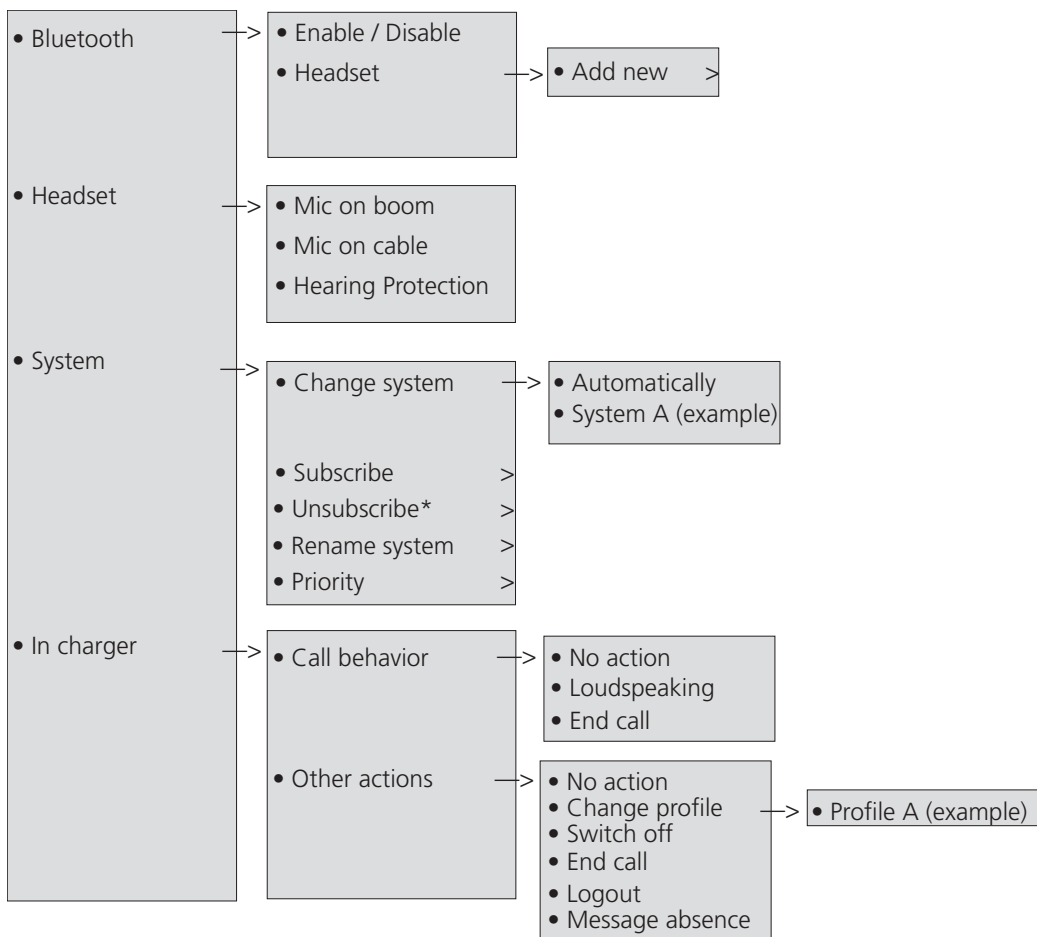 • Bluetooth
• Enable / Disable
• Headset
• Add new >
• Headset
• Mic on boom
• Mic on cable
• Hearing Protection
• System
• Change system
• Automatically
• System A (example)
• Subscribe >
• Unsubscribe* >
• Rename system >
• Priority >
• In charger
• Call behavior
• No action
• Loudspeaking
• End call
• Other actions
• No action
• Change profile
• Profile A (example)
• Switch off
• End call
• Logout
• Message absence